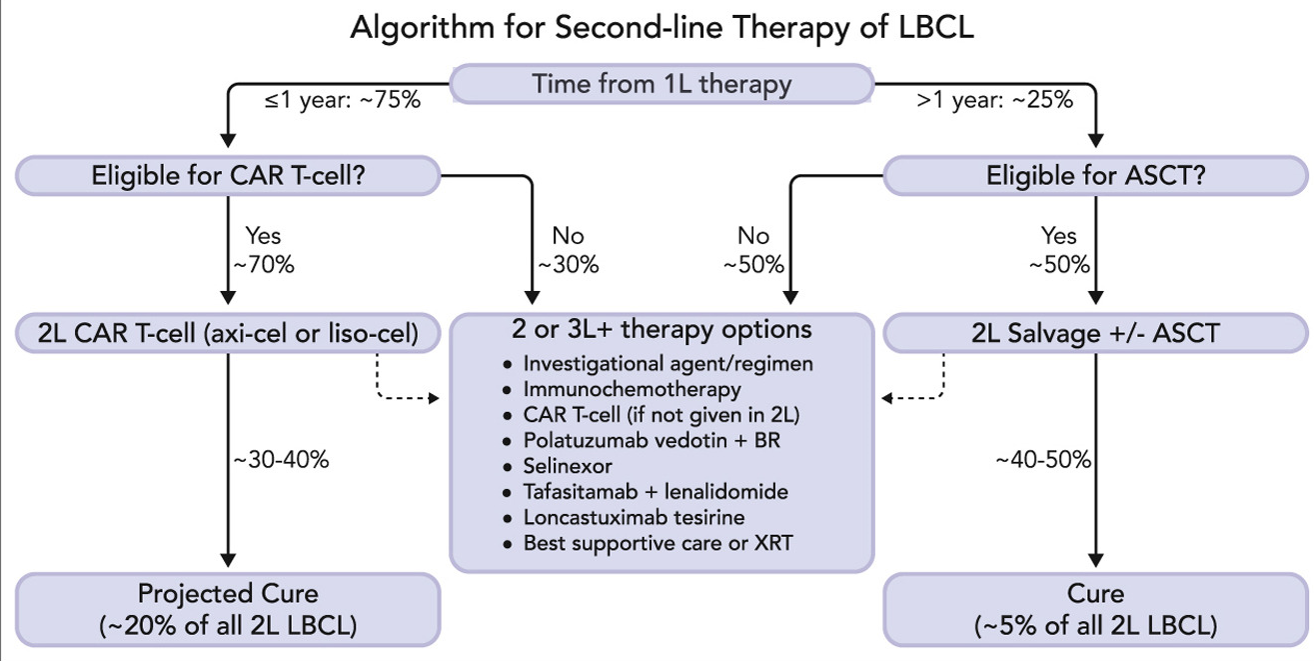 Algorithm for Second-line Therapy of LBCL
Time from 1L therapy
≤1 year: ~75%
>1 year: ~25%
Eligible for CAR T-cell?
Eligible for ASCT?
Yes
~70%
No
~30%
No
~50%
Yes
~50%
2L CAR T-cell (axi-cel or liso-cel)
2 or 3L+ therapy options
• Investigational agent/regimen
• Immunochemotherapy
• CAR T-cell (if not given in 2L)
• Polatuzumab vedotin + BR
• Selinexor
• Tafasitamab + lenalidomide
• Loncastuximab tesirine
• Best supportive care or XRT
2L Salvage +/- ASCT
~30-40%
~40-50%
Projected Cure
(~20% of all 2L LBCL)
Cure
(~5% of all 2L LBCL)